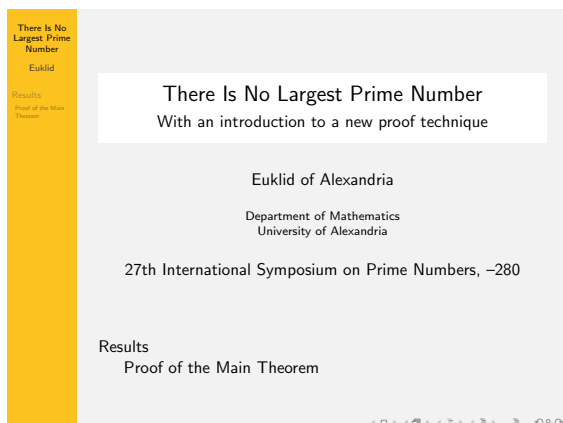 There Is No
Largest Prime
Number
Euklid
Results
Proof of the Main
Theorem
There Is No Largest Prime Number
With an introduction to a new proof technique
Euklid of Alexandria
Department of Mathematics
University of Alexandria
27th International Symposium on Prime Numbers, –280
Results
Proof of the Main Theorem